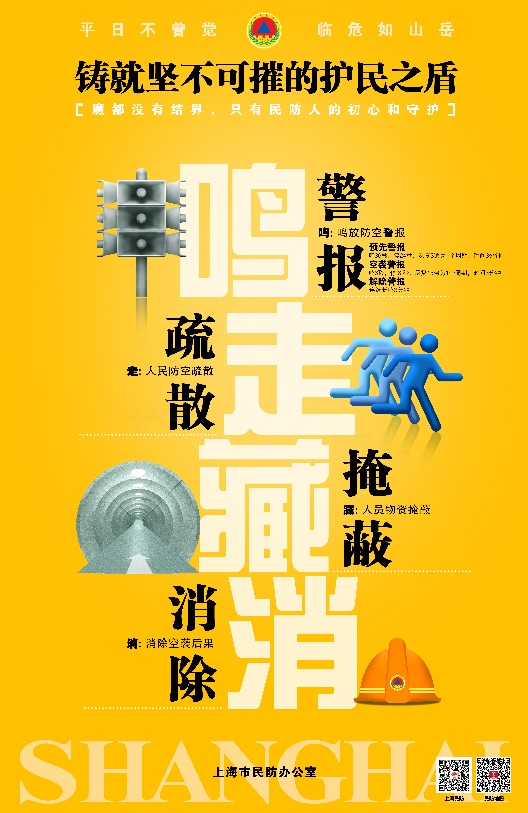 平日不曾觉 临危如山岳
铸就坚不可摧的护民之盾
[ 魔都没有结界，只有民防人的初心和守护 ]
鸣
警报
鸣: 鸣放防空警报
预先警报
空袭警报
解除警报
走
疏散
走: 人民防空疏散
藏
掩蔽
藏: 人员物资掩蔽
消
消除
消: 消除空袭后果
SHANGHAI
上海市民防办公室
上海民防